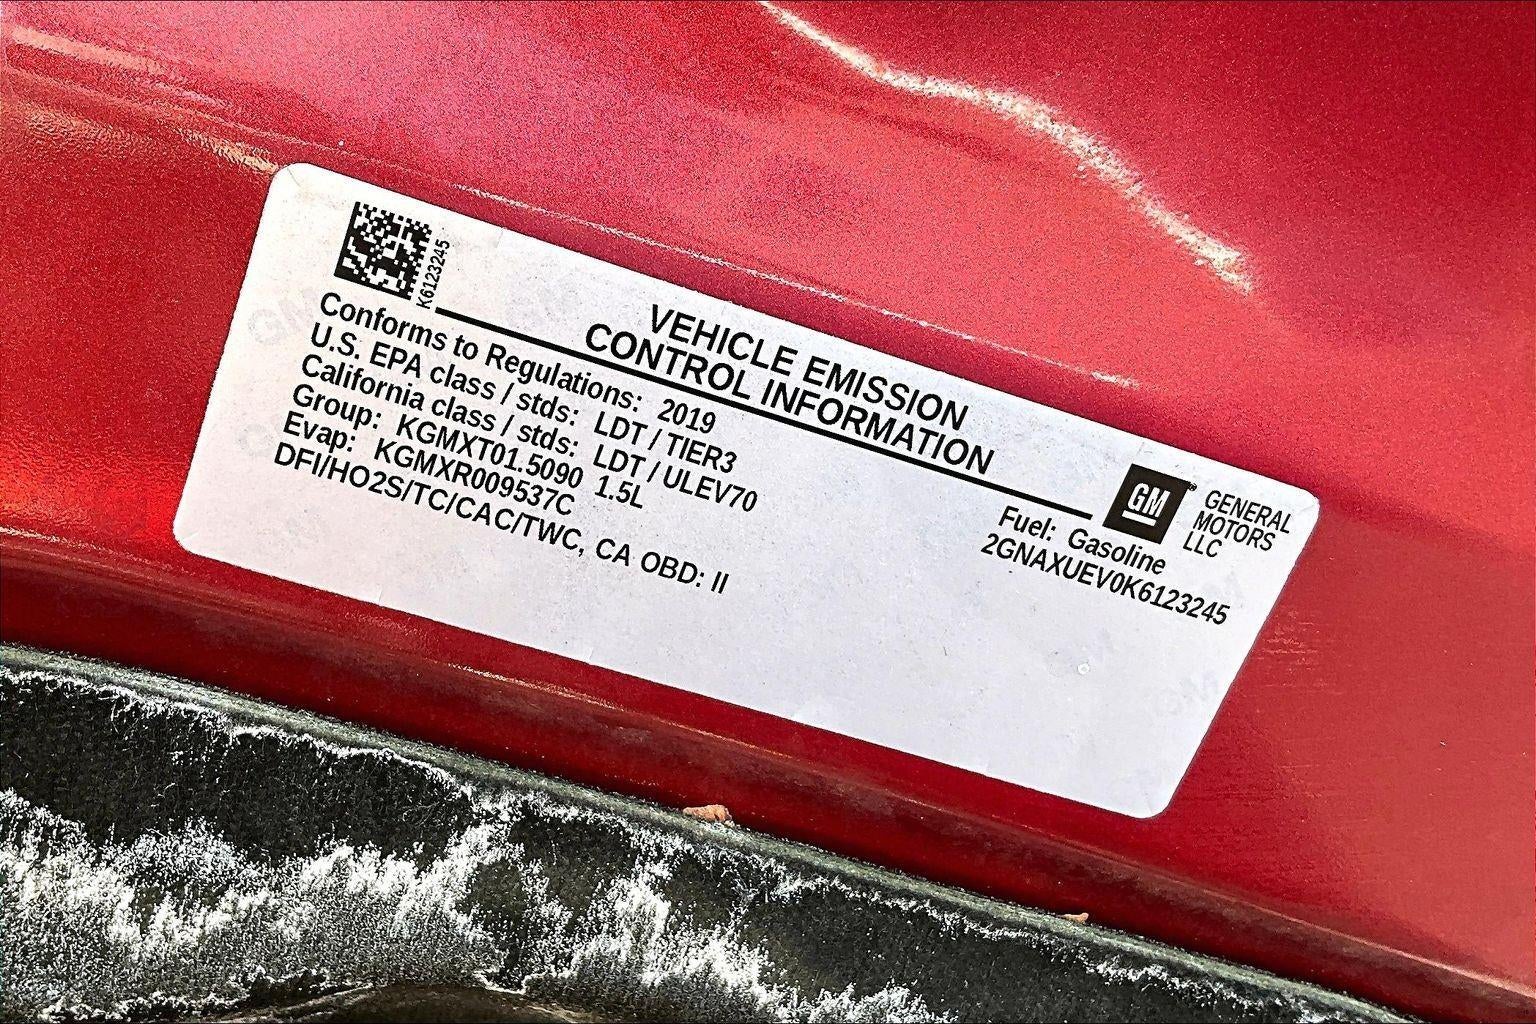 K6123245
VEHICLE EMISSION
CONTROL INFORMATION
Conforms to Regulations: 2019
U.S. EPA class / stds: LDT / TIER3
California class / stds: LDT / ULEV70
Group: KGMXT01.5090 1.5L
Evap: KGMXR009537C
DFI/HO2S/TC/CAC/TWC, CA OBD: II
GM®
GENERAL
MOTORS
LLC
Fuel: Gasoline
2GNAXUEV0K6123245